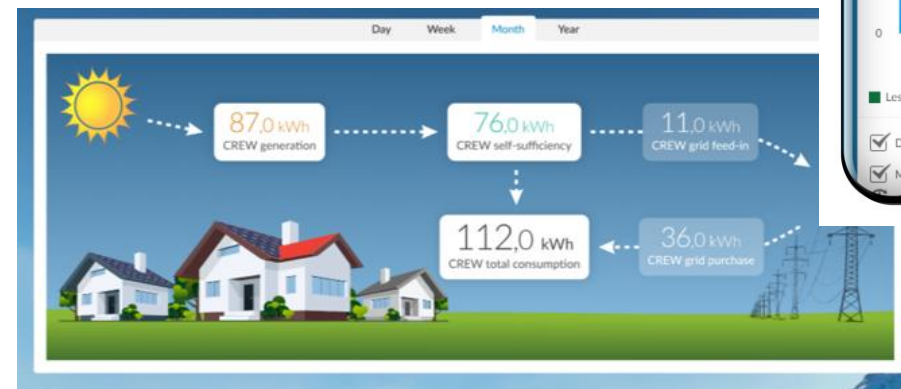 Day Week Month Year
87,0 kWh
CREW generation
76,0 kWh
CREW self-sufficiency
11,0 kWh
CREW grid feed-in
112,0 kWh
CREW total consumption
36,0 kWh
CREW grid purchase
0
Les
D
M